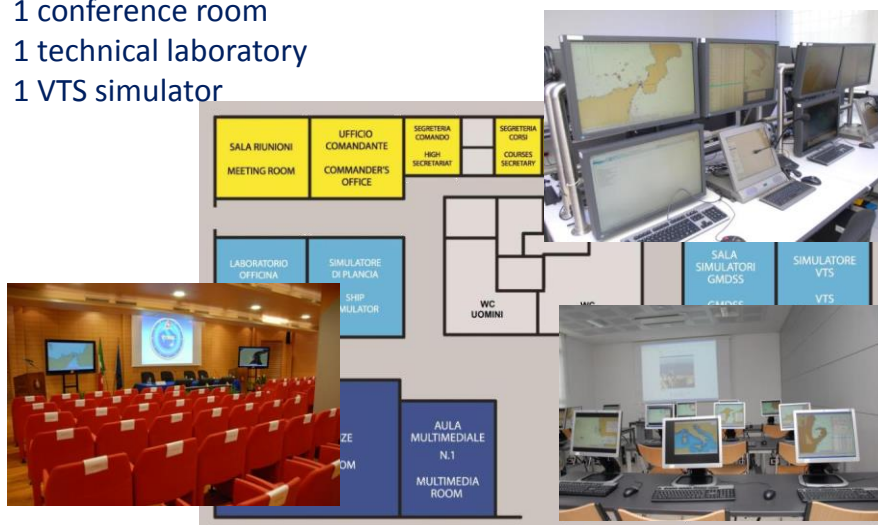 1 conference room
1 technical laboratory
1 VTS simulator
SALA RIUNIONI
MEETING ROOM
UFFICIO
COMANDANTE
COMMANDER'S
OFFICE
SEGRETERIA
COMANDO
HIGH
SECRETARIAT
SEGRETERIA
CORSI
COURSES
SECRETARY
LABORATORIO
OFFICINA
SIMULATORE
DI PLANCIA
SHIP
MULATOR
WC
UOMINI
WC
SALA
SIMULATORI
GMDSS
GMDSS
SIMULATORE
VTS
VTS
ZE
OM
AULA
MULTIMEDIALE
N.1
MULTIMEDIA
ROOM